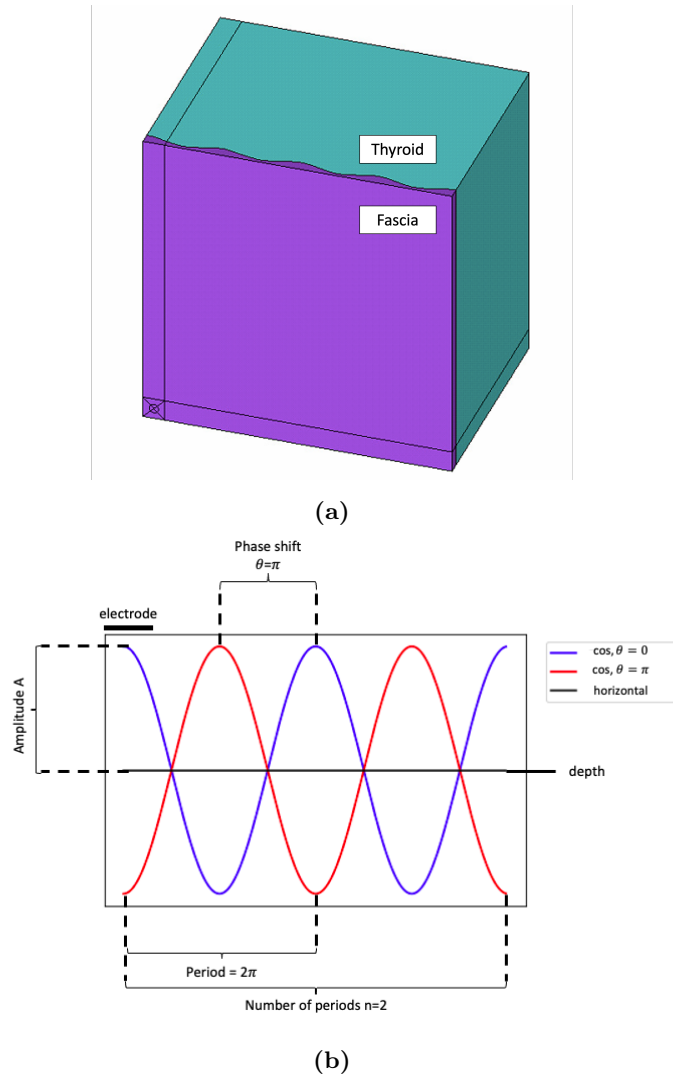 Thyroid
Fascia
(a)
Phase shift
θ=π
electrode
Amplitude A
cos, θ = 0
cos, θ = π
horizontal
depth
Period = 2π
Number of periods n=2
(b)